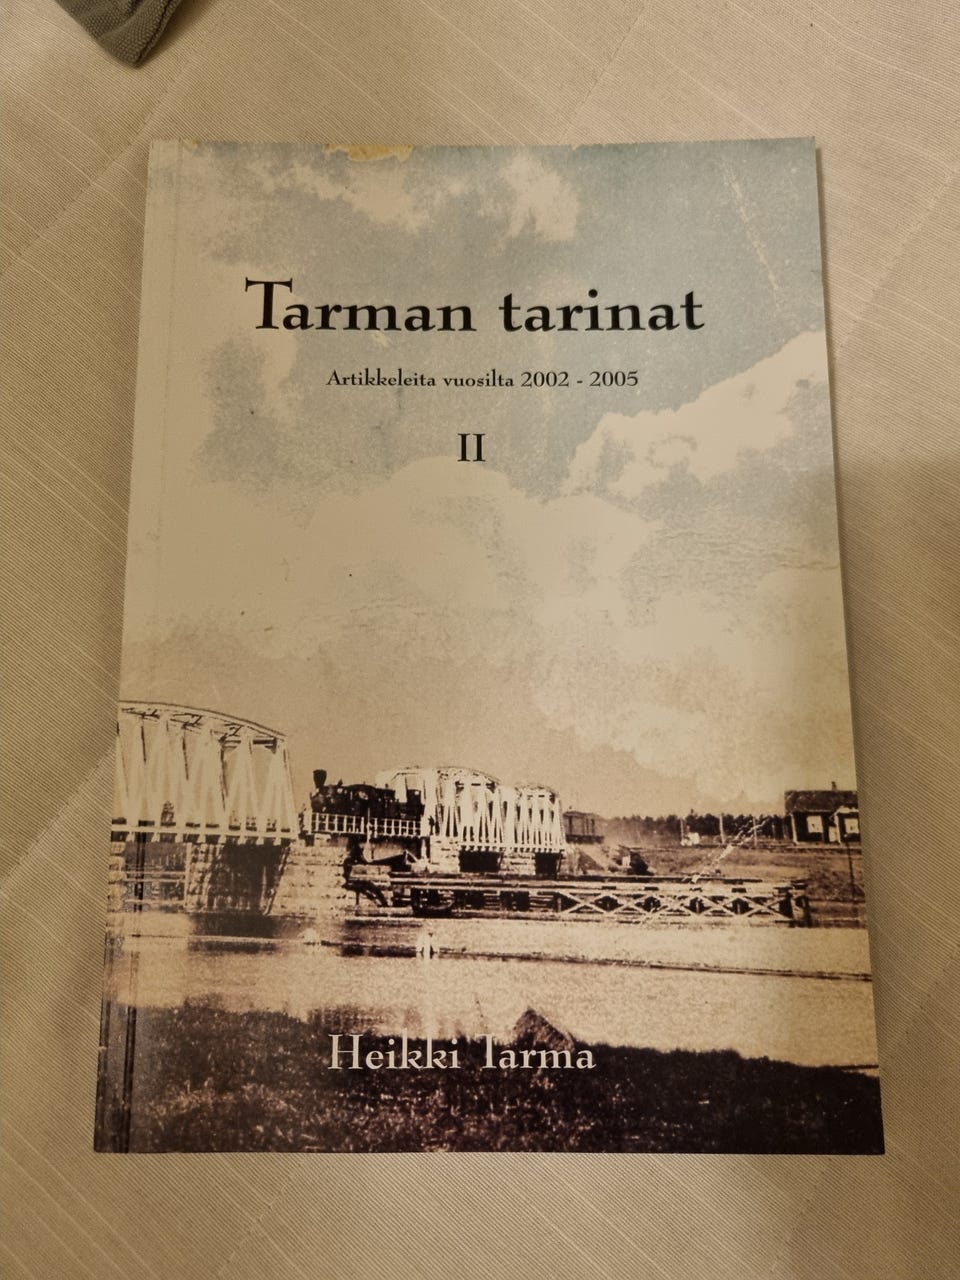 Tarman tarinat
Artikkeleita vuosilta 2002 - 2005
II
Heikki Tarma